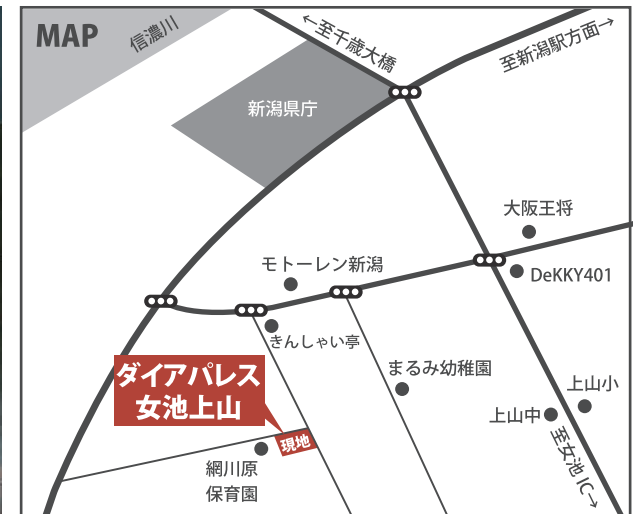 MAP
信濃川
←至千歳大橋
至新潟駅方面→
新潟県庁
大阪王将
モトーレン新潟
DeKKY401
きんしゃい亭
ダイアパレス
女池上山
まるみ幼稚園
上山小
上山中
至女池IC→
現地
網川原
保育園